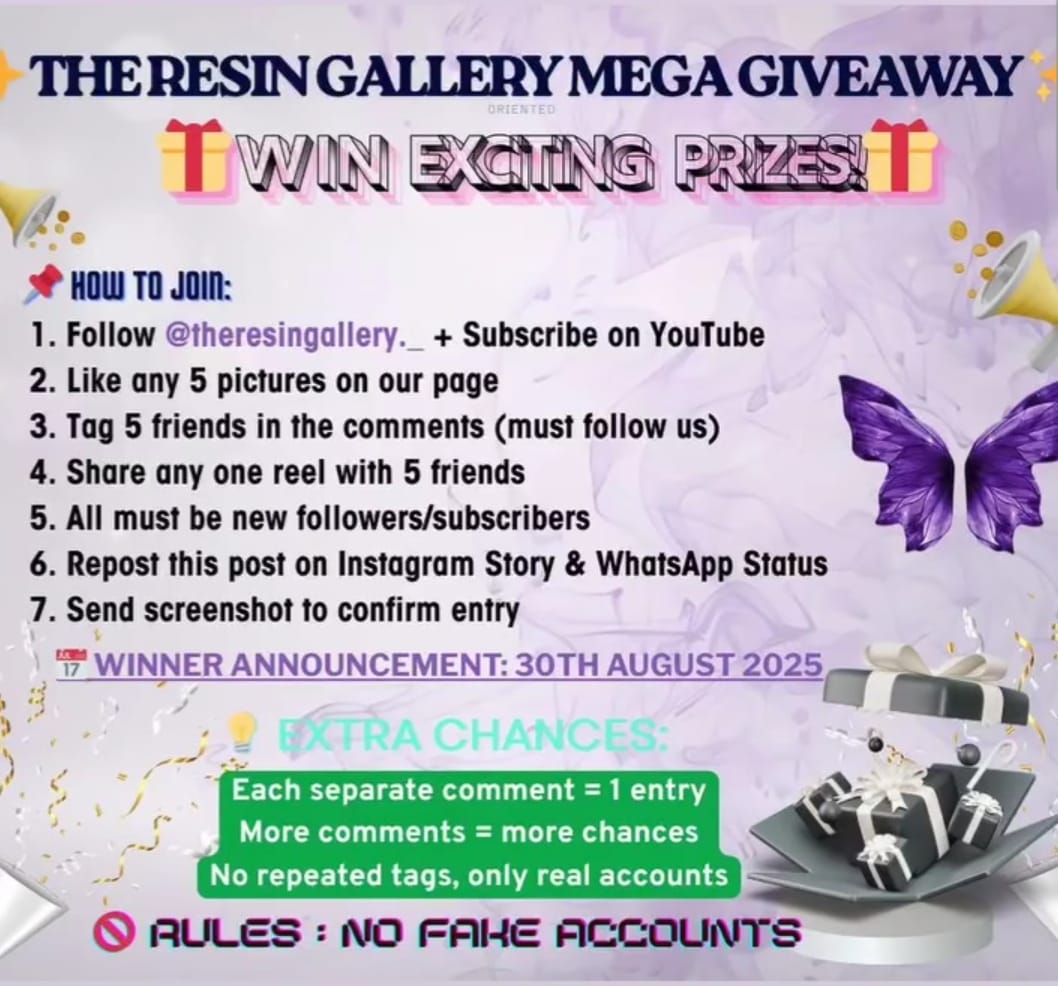 THE RESIN GALLERY MEGA GIVEAWAY
ORIENTED
WIN EXCITING PRIZES!
HOW TO JOIN:
1. Follow @theresingallery._ + Subscribe on YouTube
2. Like any 5 pictures on our page
3. Tag 5 friends in the comments (must follow us)
4. Share any one reel with 5 friends
5. All must be new followers/subscribers
6. Repost this post on Instagram Story & WhatsApp Status
7. Send screenshot to confirm entry
17 WINNER ANNOUNCEMENT: 30TH AUGUST 2025
EXTRA CHANCES:
Each separate comment = 1 entry
More comments = more chances
No repeated tags, only real accounts
RULES : NO FAKE ACCOUNTS